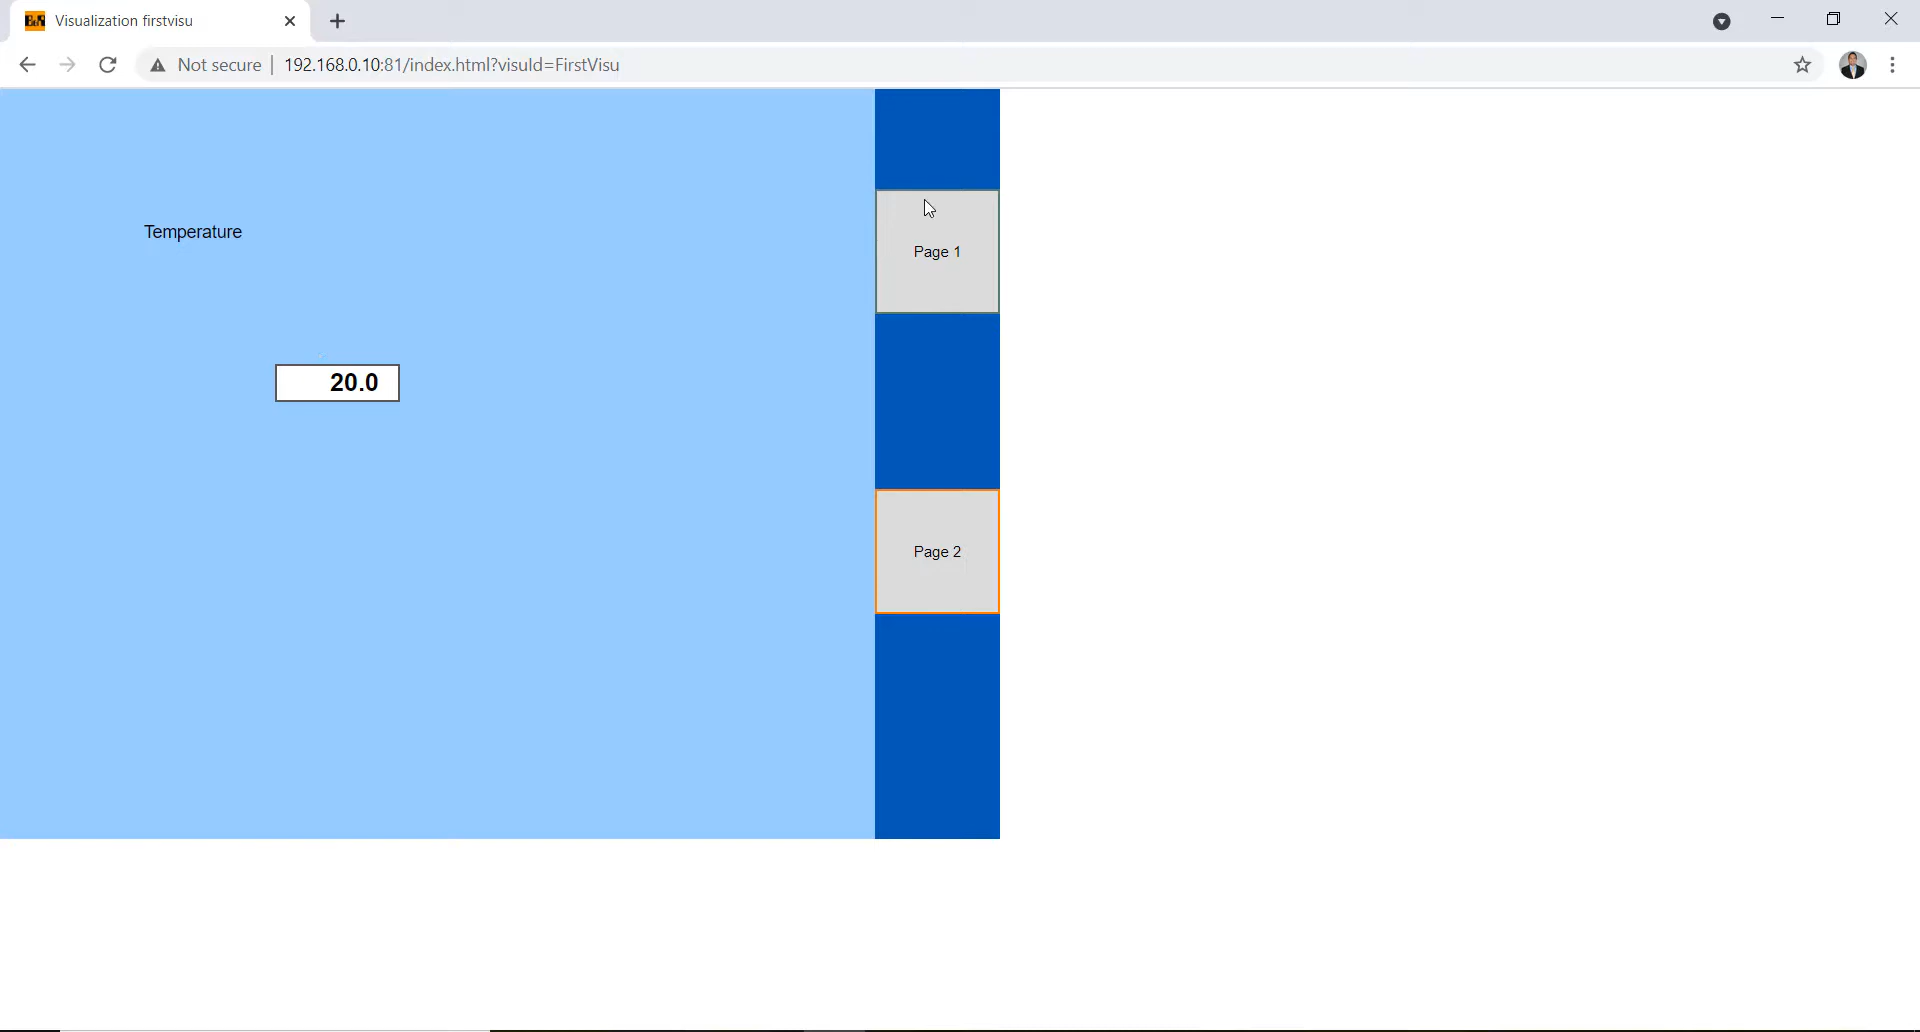 Visualization firstvisu
Not secure | 192.168.0.10:81/index.html?visuId=FirstVisu
Temperature
Page 1
20.0
Page 2